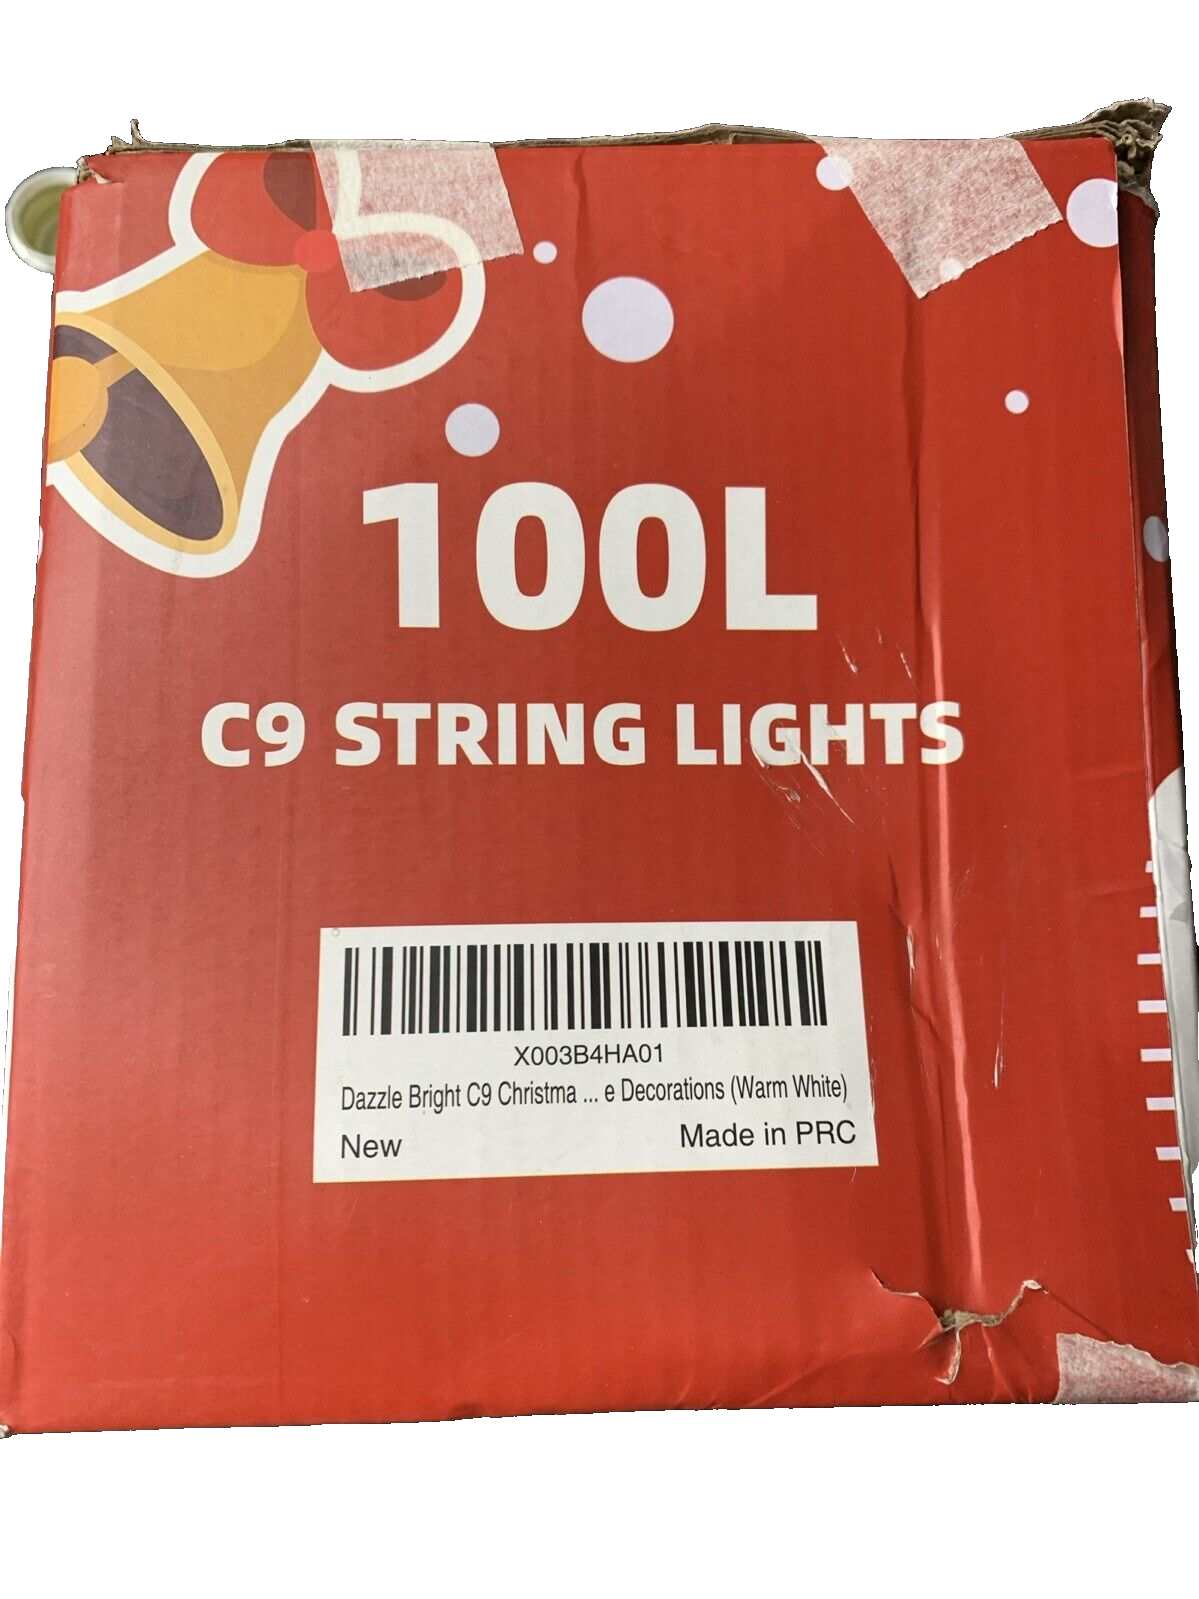 100L
C9 STRING LIGHTS
X003B4HA01
Dazzle Bright C9 Christma ... e Decorations (Warm White)
New
Made in PRC